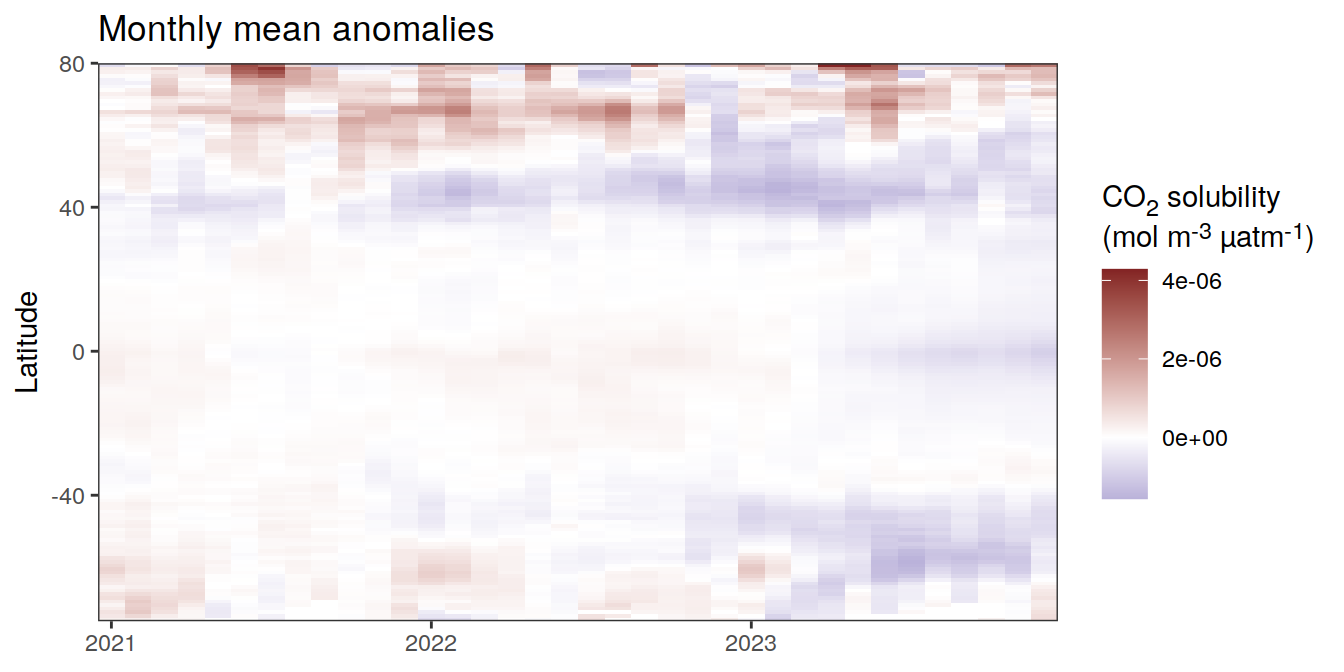 Monthly mean anomalies
80
40
0
-40
Latitude
2021 2022 2023
CO2 solubility
(mol m-3 µatm-1)
4e-06
2e-06
0e+00